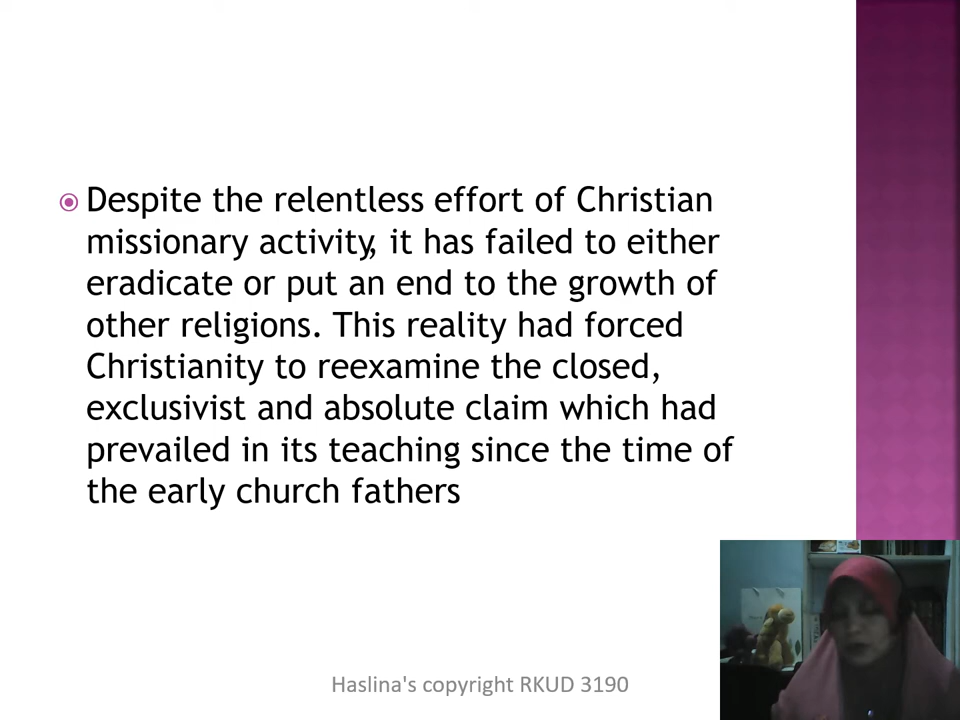 Despite the relentless effort of Christian
missionary activity, it has failed to either
eradicate or put an end to the growth of
other religions. This reality had forced
Christianity to reexamine the closed,
exclusivist and absolute claim which had
prevailed in its teaching since the time of
the early church fathers
Haslina's copyright RKUD 3190